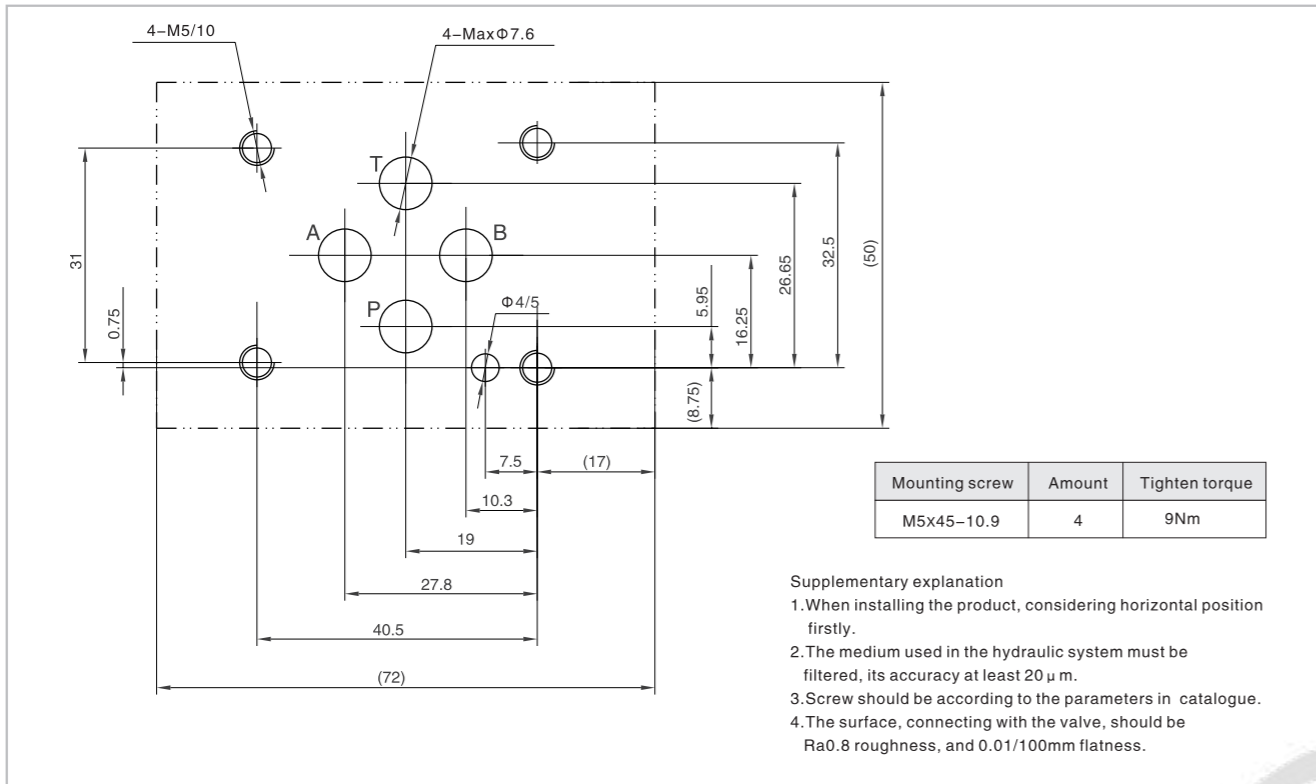 4-M5/10
4-MaxΦ7.6
T
A
B
P
Φ4/5
31
0.75
5.95
16.25
26.65
32.5
(50)
(8.75)
7.5
(17)
10.3
19
27.8
40.5
(72)
Mounting screw Amount Tighten torque
M5x45-10.9 4 9Nm
Supplementary explanation
1.When installing the product, considering horizontal position
firstly.
2.The medium used in the hydraulic system must be
filtered, its accuracy at least 20μm.
3.Screw should be according to the parameters in catalogue.
4.The surface, connecting with the valve, should be
Ra0.8 roughness, and 0.01/100mm flatness.